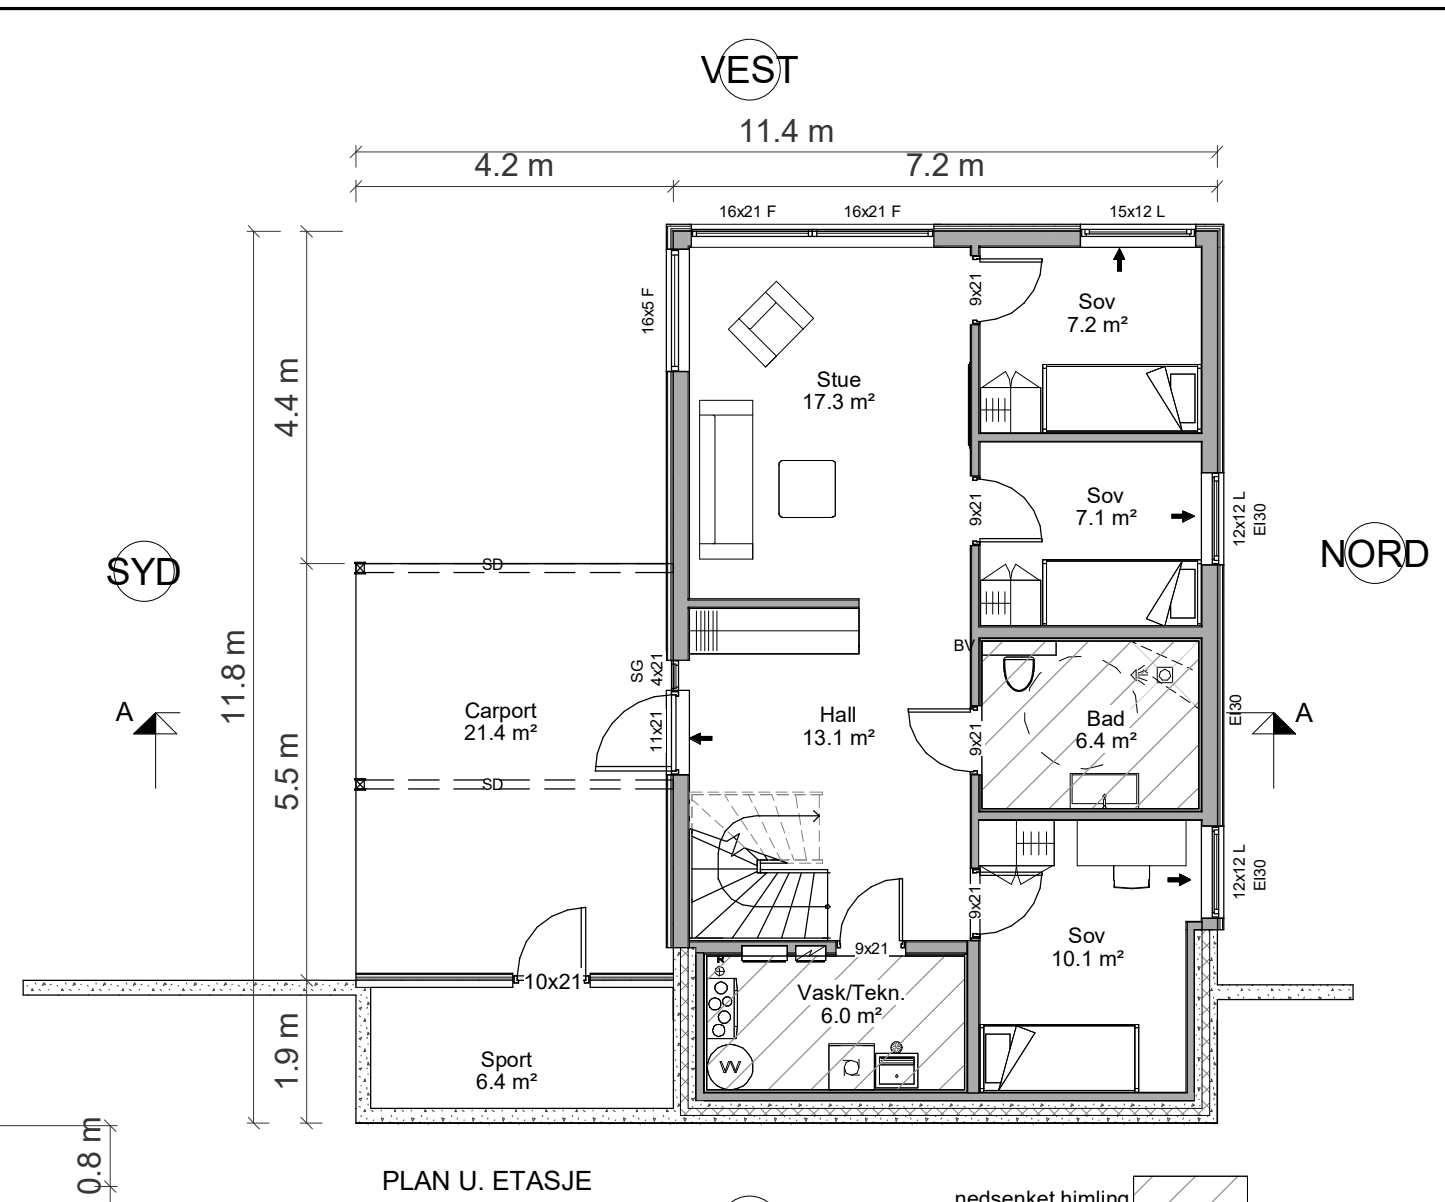 VEST
11.4 m
4.2 m
7.2 m
16x21 F
16x21 F
15x12 L
16x5 F
9x21
Sov
7.2 m²
Stue
17.3 m²
4.4 m
9x21
Sov
7.1 m²
12x12 L
EI30
SYD
NORD
SD
11.8 m
BV
SG
4x21
A
Carport
21.4 m²
11x21
Hall
13.1 m²
9x21
Bad
6.4 m²
EI30
A
5.5 m
SD
12x12 L
EI30
9x21
Sov
10.1 m²
9x21
10x21
Vask/Tekn.
6.0 m²
W
1.9 m
Sport
6.4 m²
0.8 m
PLAN U. ETASJE
nedsenket himling